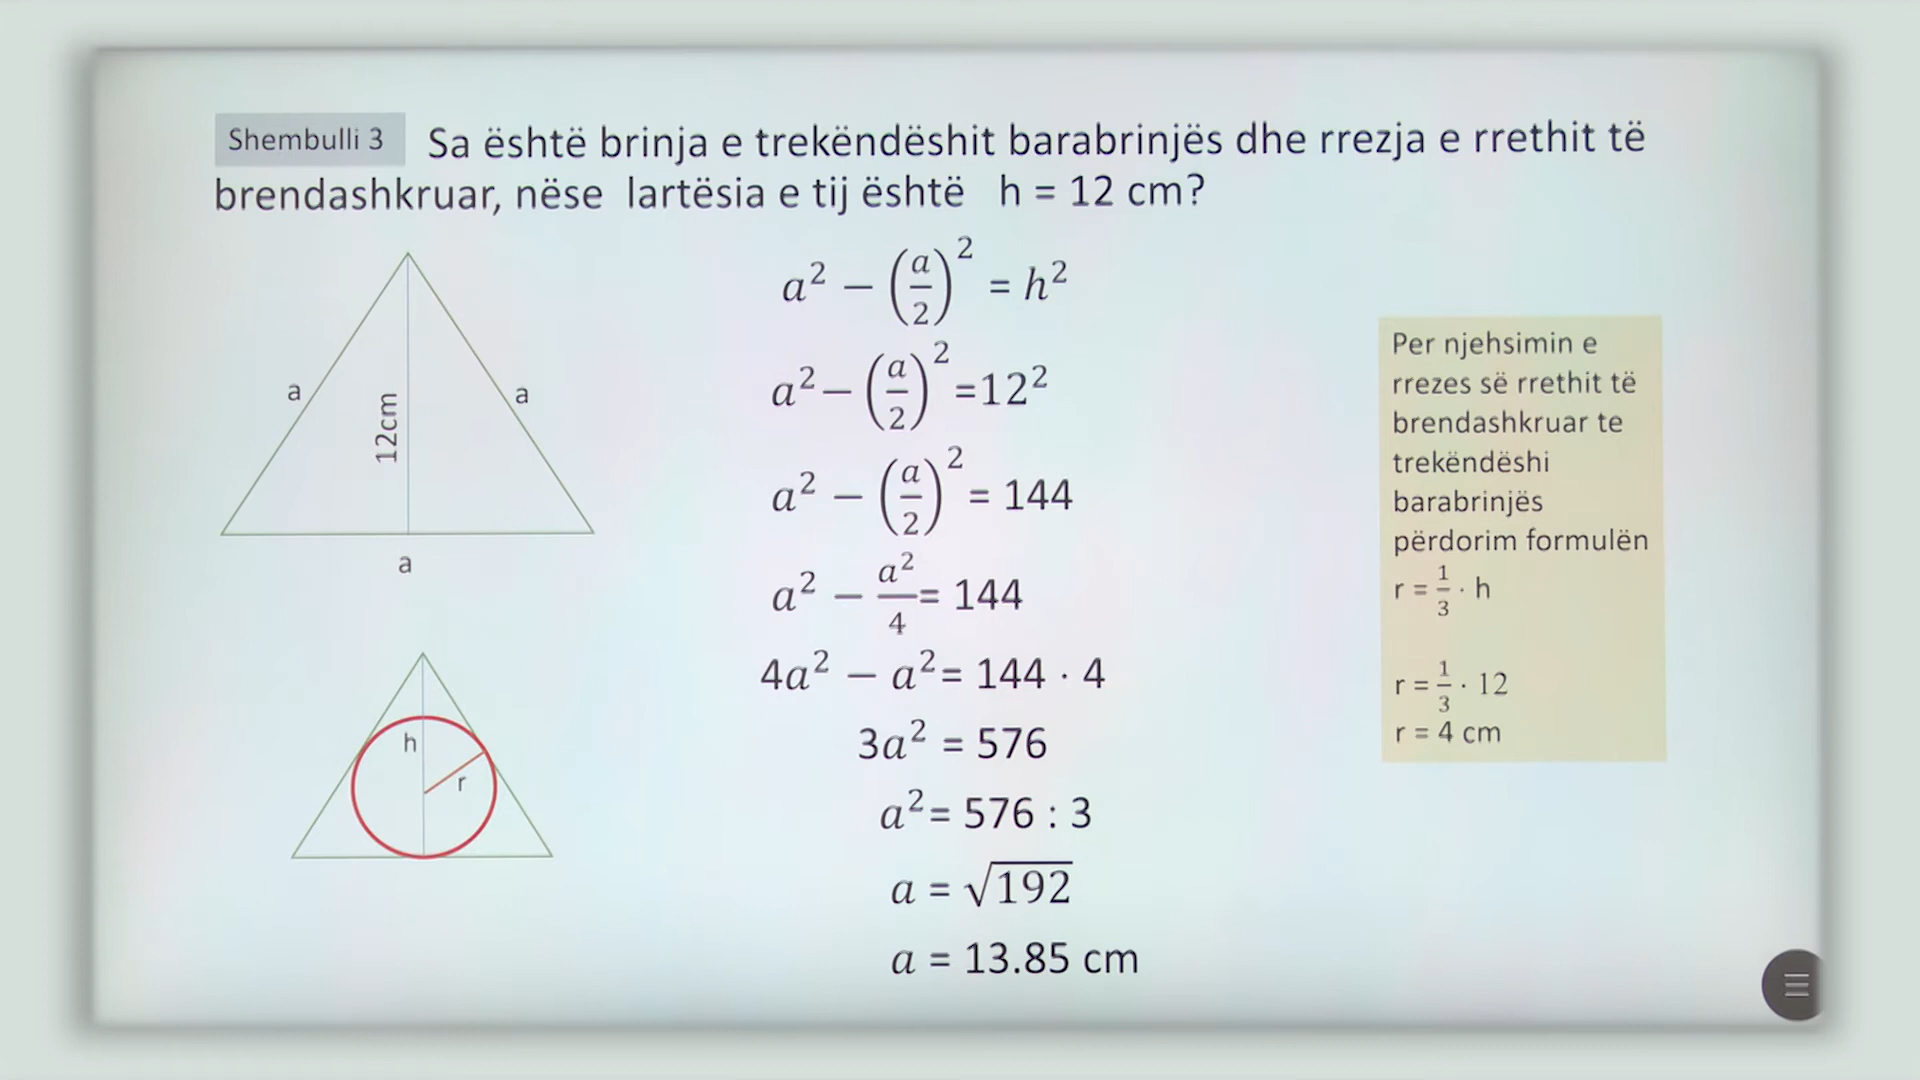 Shembulli 3 Sa është brinja e trekëndëshit barabrinjës dhe rrezja e rrethit të
brendashkruar, nëse lartësia e tij është h = 12 cm?
a
12cm
a
a
h
r
a² − (a/2)² = h²
a² − (a/2)² =12²
a² − (a/2)² = 144
a² − a²/4 = 144
4a² − a² = 144 · 4
3a² = 576
a² = 576 : 3
a = √192
a = 13.85 cm
Per njehsimin e
rrezes së rrethit të
brendashkruar te
trekëndëshi
barabrinjës
përdorim formulën
r = 1/3 · h
r = 1/3 · 12
r = 4 cm